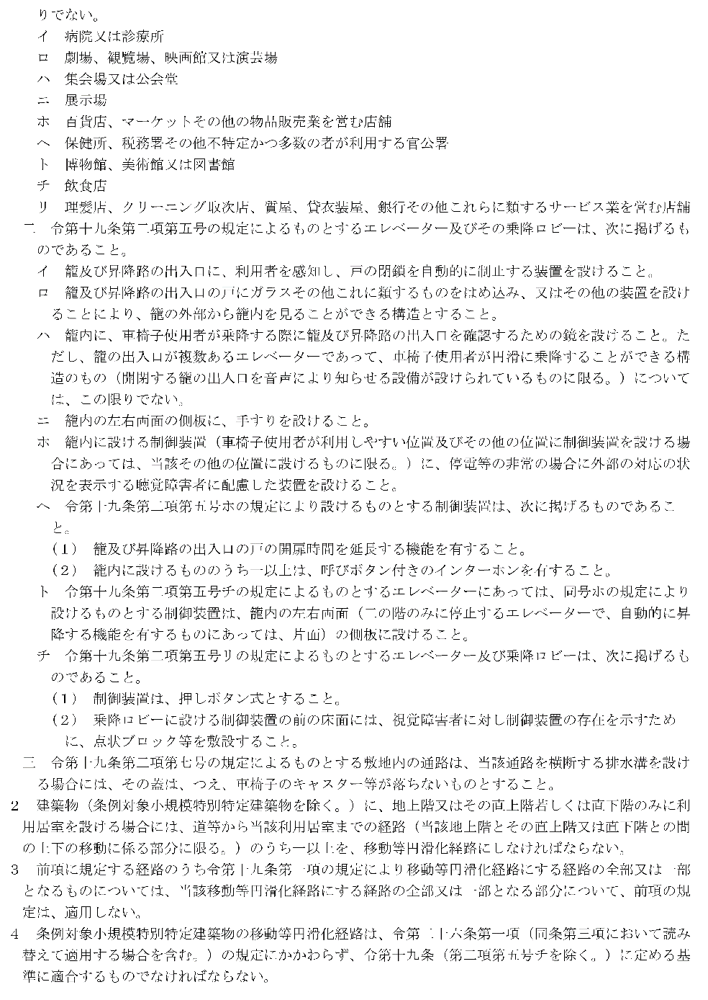 りでない。
イ　病院又は診療所
ロ　劇場、観覧場、映画館又は演芸場
ハ　集会場又は公会堂
ニ　展示場
ホ　百貨店、マーケットその他の物品販売業を営む店舗
ヘ　保健所、税務署その他不特定かつ多数の者が利用する官公署
ト　博物館、美術館又は図書館
チ　飲食店
リ　理髪店、クリーニング取次店、質屋、貸衣装屋、銀行その他これらに類するサービス業を営む店舗
二　令第十九条第二項第五号の規定によるものとするエレベーター及びその乗降ロビーは、次に掲げるも
のであること。
イ　籠及び昇降路の出入口に、利用者を感知し、戸の閉鎖を自動的に制止する装置を設けること。
ロ　籠及び昇降路の出入口の戸にガラスその他これに類するものをはめ込み、又はその他の装置を設け
ることにより、籠の外部から籠内を見ることができる構造とすること。
ハ　籠内に、車椅子使用者が乗降する際に籠及び昇降路の出入口を確認するための鏡を設けること。た
だし、籠の出入口が複数あるエレベーターであって、車椅子使用者が円滑に乗降することができる構
造のもの（開閉する籠の出入口を音声により知らせる設備が設けられているものに限る。）について
は、この限りでない。
ニ　籠内の左右両面の側板に、手すりを設けること。
ホ　籠内に設ける制御装置（車椅子使用者が利用しやすい位置及びその他の位置に制御装置を設ける場
合にあっては、当該その他の位置に設けるものに限る。）に、停電等の非常の場合に外部の対応の状
況を表示する聴覚障害者に配慮した装置を設けること。
ヘ　令第十九条第二項第五号ホの規定により設けるものとする制御装置は、次に掲げるものであるこ
と。
（１）　籠及び昇降路の出入口の戸の開扉時間を延長する機能を有すること。
（２）　籠内に設けるもののうち一以上は、呼びボタン付きのインターホンを有すること。
ト　令第十九条第二項第五号チの規定によるものとするエレベーターにあっては、同号ホの規定により
設けるものとする制御装置は、籠内の左右両面（二の階のみに停止するエレベーターで、自動的に昇
降する機能を有するものにあっては、片面）の側板に設けること。
チ　令第十九条第二項第五号リの規定によるものとするエレベーター及び乗降ロビーは、次に掲げるも
のであること。
（１）　制御装置は、押しボタン式とすること。
（２）　乗降ロビーに設ける制御装置の前の床面には、視覚障害者に対し制御装置の存在を示すため
に、点状ブロック等を敷設すること。
三　令第十九条第二項第七号の規定によるものとする敷地内の通路は、当該通路を横断する排水溝を設け
る場合には、その蓋は、つえ、車椅子のキャスター等が落ちないものとすること。
２　建築物（条例対象小規模特別特定建築物を除く。）に、地上階又はその直上階若しくは直下階のみに利
用居室を設ける場合には、道等から当該利用居室までの経路（当該地上階とその直上階又は直下階との間
の上下の移動に係る部分に限る。）のうち一以上を、移動等円滑化経路にしなければならない。
３　前項に規定する経路のうち令第十九条第一項の規定により移動等円滑化経路にする経路の全部又は一部
となるものについては、当該移動等円滑化経路にする経路の全部又は一部となる部分について、前項の規
定は、適用しない。
４　条例対象小規模特別特定建築物の移動等円滑化経路は、令第二十六条第一項（同条第三項において読み
替えて適用する場合を含む。）の規定にかかわらず、令第十九条（第二項第五号チを除く。）に定める基
準に適合するものでなければならない。